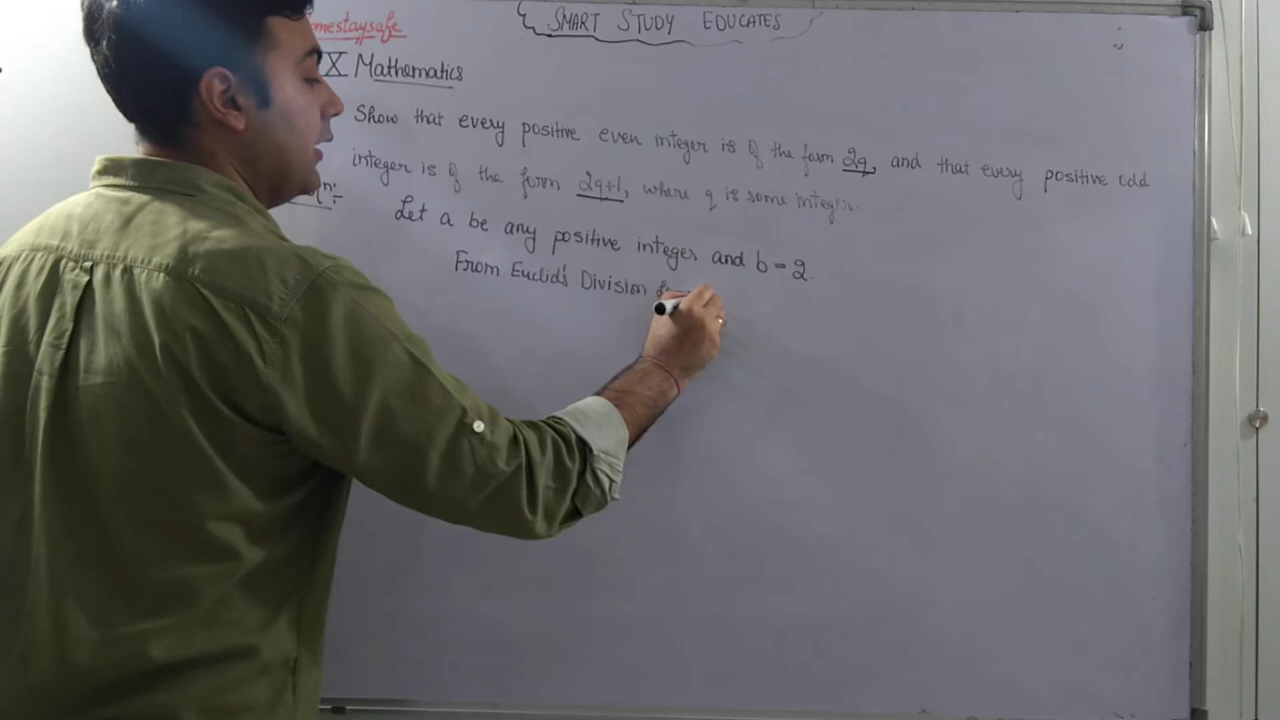 SMART STUDY EDUCATES
mestaysafe
X Mathematics
Show that every positive even integer is of the form 2q, and that every positive odd
integer is of the form 2q+1, where q is some integer.
Let a be any positive integer and b = 2.
From Euclid's Division